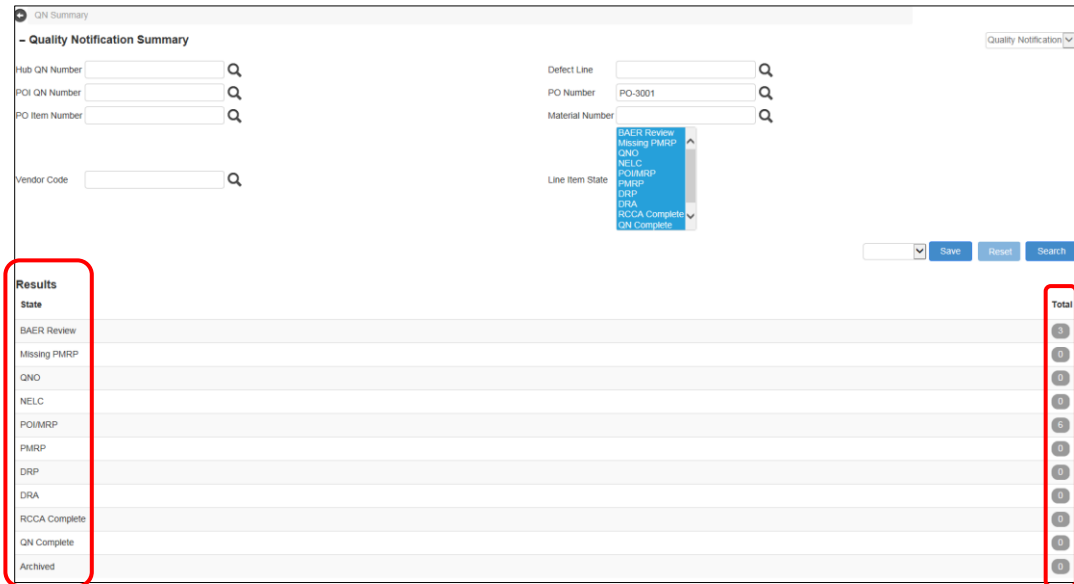 QN Summary
– Quality Notification Summary
Quality Notification
Hub QN Number
Defect Line
POI QN Number
PO Number PO-3001
PO Item Number
Material Number
Vendor Code
Line Item State
BAER Review
Missing PMRP
QNO
NELC
POI/MRP
PMRP
DRP
DRA
RCCA Complete
QN Complete
Save Reset Search
Results
State Total
BAER Review 3
Missing PMRP 0
QNO 0
NELC 0
POI/MRP 6
PMRP 0
DRP 0
DRA 0
RCCA Complete 0
QN Complete 0
Archived 0